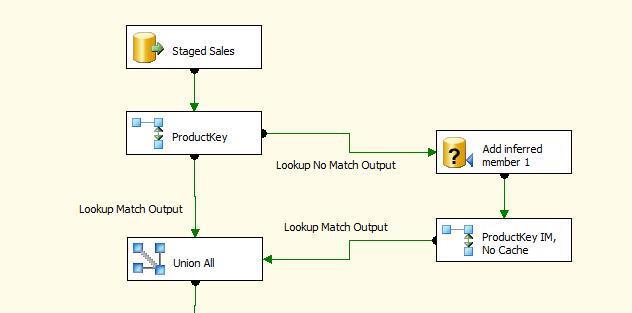 Staged Sales
ProductKey
Lookup No Match Output
Add inferred
member 1
Lookup Match Output
Lookup Match Output
ProductKey IM,
No Cache
Union All